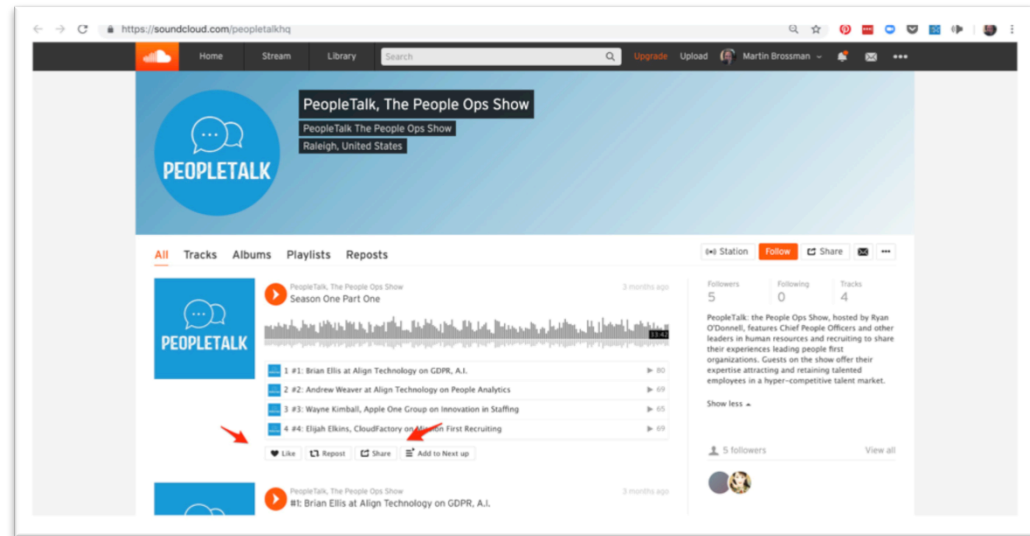 https://soundcloud.com/peopletalkhq
Home Stream Library Search Upgrade Upload Martin Brossman
PeopleTalk, The People Ops Show
PeopleTalk The People Ops Show
Raleigh, United States
PEOPLETALK
All Tracks Albums Playlists Reposts
Station Follow Share
PEOPLETALK
PeopleTalk, The People Ops Show 3 months ago
Season One Part One
53:42
1 #1: Brian Ellis at Align Technology on GDPR, A.I. 80
2 #2: Andrew Weaver at Align Technology on People Analytics 69
3 #3: Wayne Kimball, Apple One Group on Innovation in Staffing 65
4 #4: Elijah Elkins, CloudFactory on Mission First Recruiting 69
Like Repost Share Add to Next up
Followers Following Tracks
5 0 4
PeopleTalk: the People Ops Show, hosted by Ryan
O'Donnell, features Chief People Officers and other
leaders in human resources and recruiting to share
their experiences leading people first
organizations. Guests on the show offer their
expertise attracting and retaining talented
employees in a hyper-competitive talent market.
Show less
5 followers View all
PeopleTalk, The People Ops Show 3 months ago
#1: Brian Ellis at Align Technology on GDPR, A.I.
PEOPLETALK